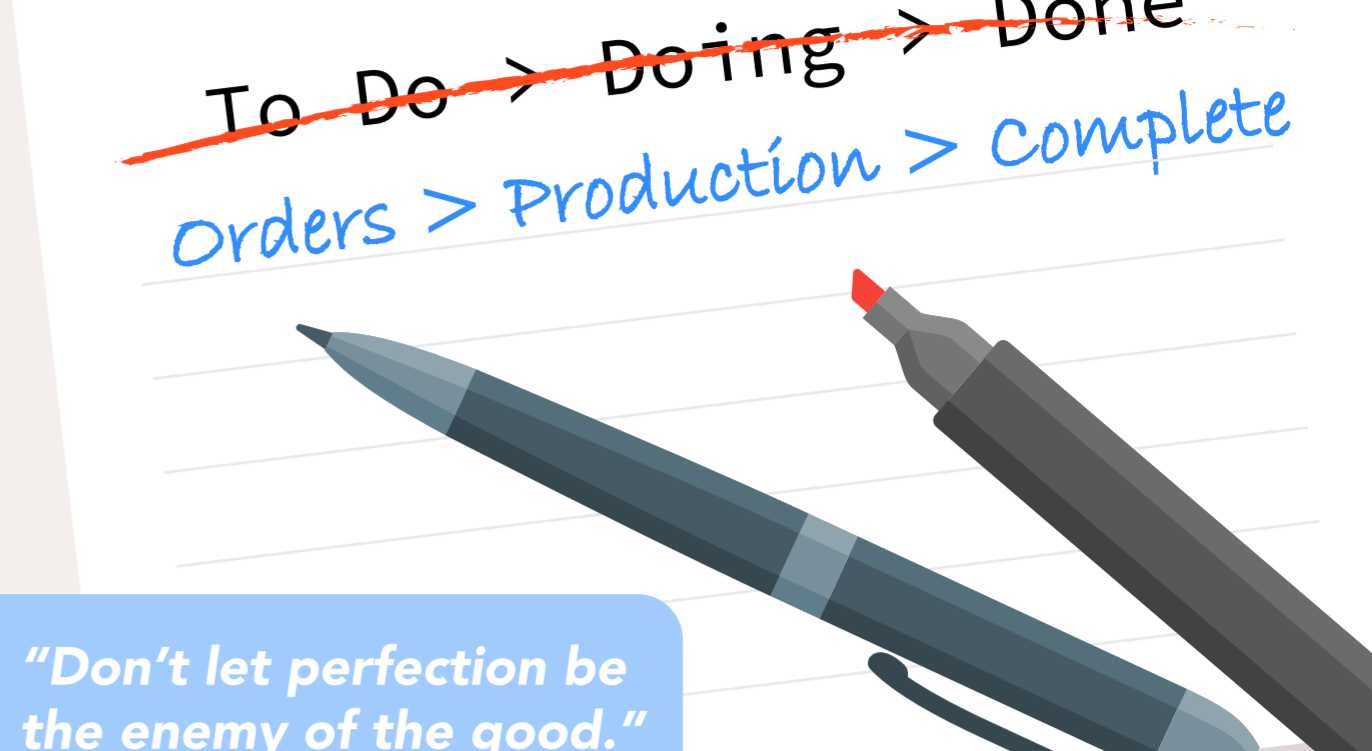 To Do > Doing > Done
Orders > Production > Complete
“Don’t let perfection be
the enemy of the good.”